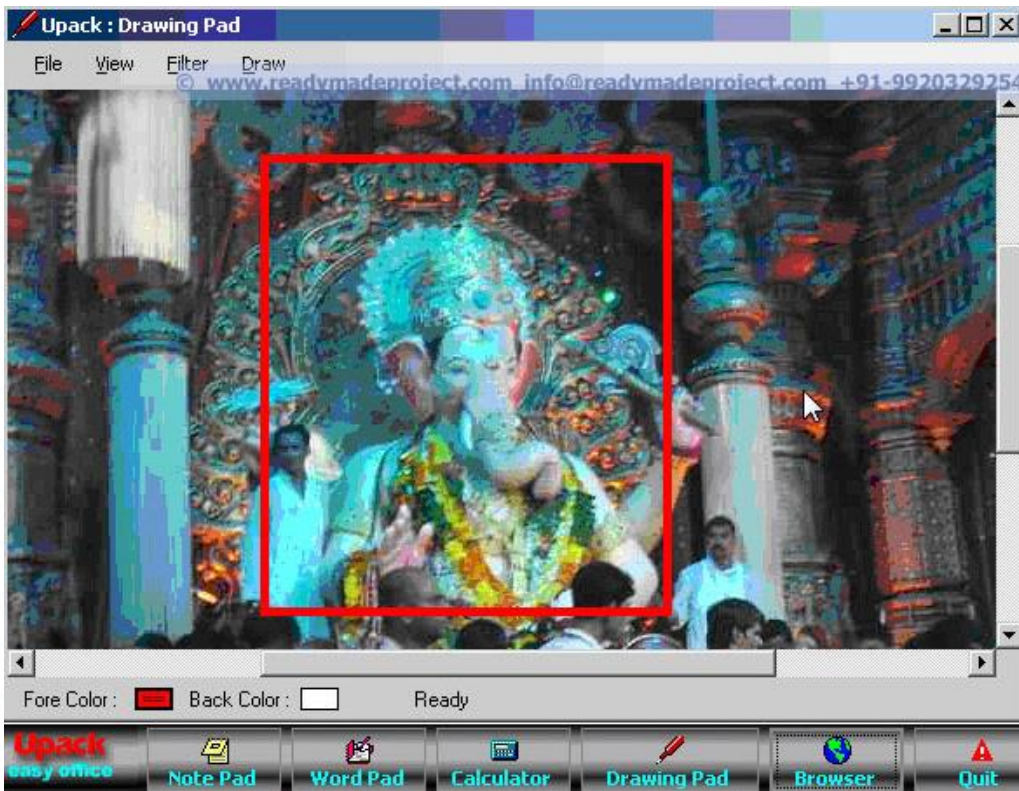 Upack : Drawing Pad
File View Filter Draw
© www.readymadeproject.com info@readymadeproject.com +91-9920329254
Fore Color : Back Color : Ready
Upack
easy office
Note Pad Word Pad Calculator Drawing Pad Browser Quit